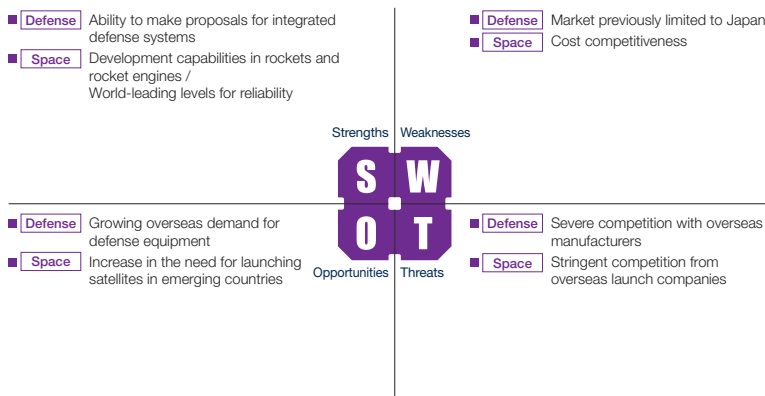 Defense Ability to make proposals for integrated
defense systems
Space Development capabilities in rockets and
rocket engines /
World-leading levels for reliability
Defense Market previously limited to Japan
Space Cost competitiveness
Strengths Weaknesses
S W
O T
Opportunities Threats
Defense Growing overseas demand for
defense equipment
Space Increase in the need for launching
satellites in emerging countries
Defense Severe competition with overseas
manufacturers
Space Stringent competition from
overseas launch companies